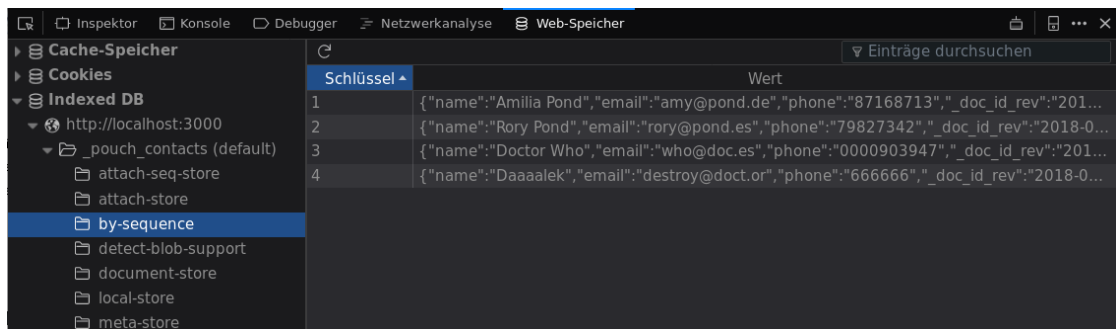 Inspektor Konsole Debugger Netzwerkanalyse Web-Speicher
Cache-Speicher
Cookies
Indexed DB
http://localhost:3000
_pouch_contacts (default)
attach-seq-store
attach-store
by-sequence
detect-blob-support
document-store
local-store
meta-store
Einträge durchsuchen
Schlüssel Wert
1 {"name":"Amilia Pond","email":"amy@pond.de","phone":"87168713","_doc_id_rev":"201...
2 {"name":"Rory Pond","email":"rory@pond.es","phone":"79827342","_doc_id_rev":"2018-0...
3 {"name":"Doctor Who","email":"who@doc.es","phone":"0000903947","_doc_id_rev":"201...
4 {"name":"Daaaalek","email":"destroy@doct.or","phone":"666666","_doc_id_rev":"2018-0...